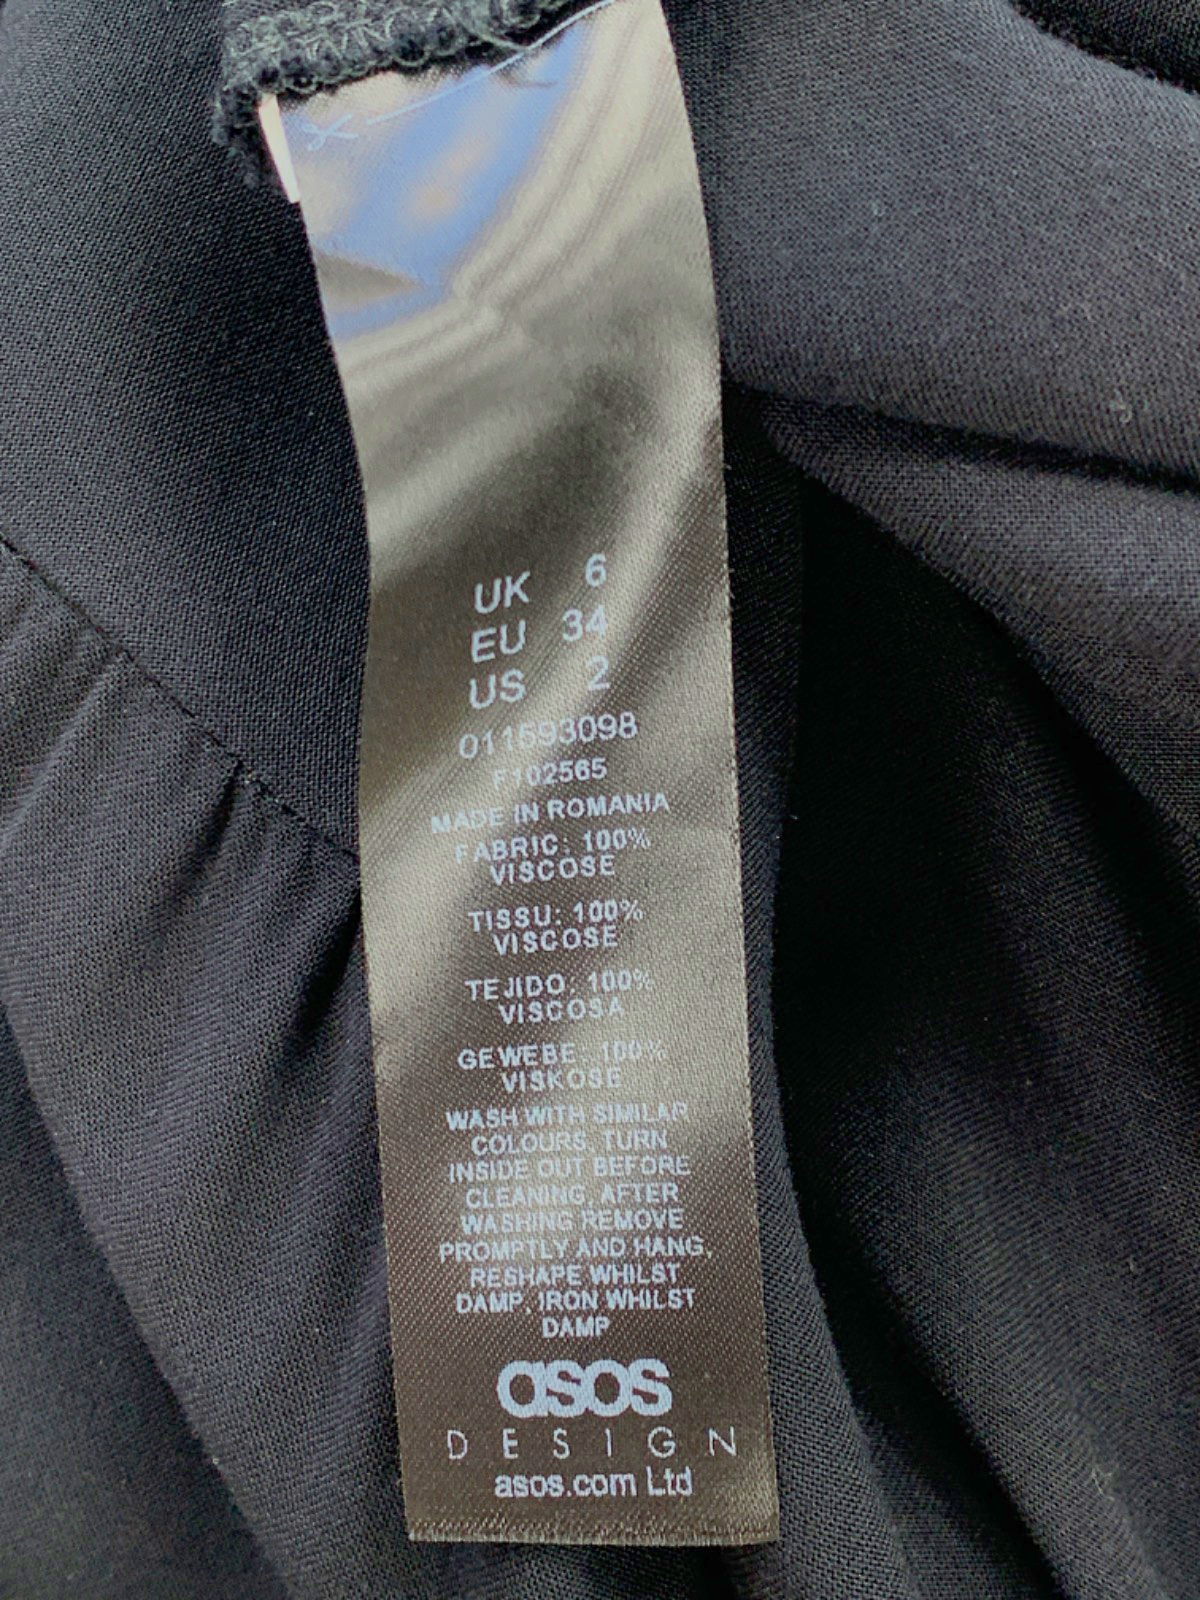 UK 6
EU 34
US 2
011693098
F102565
MADE IN ROMANIA
FABRIC: 100%
VISCOSE
TISSU: 100%
VISCOSE
TEJIDO: 100%
VISCOSA
GEWEBE: 100%
VISKOSE
WASH WITH SIMILAR
COLOURS, TURN
INSIDE OUT BEFORE
CLEANING, AFTER
WASHING REMOVE
PROMPTLY AND HANG,
RESHAPE WHILST
DAMP, IRON WHILST
DAMP
asos
DESIGN
asos.com Ltd